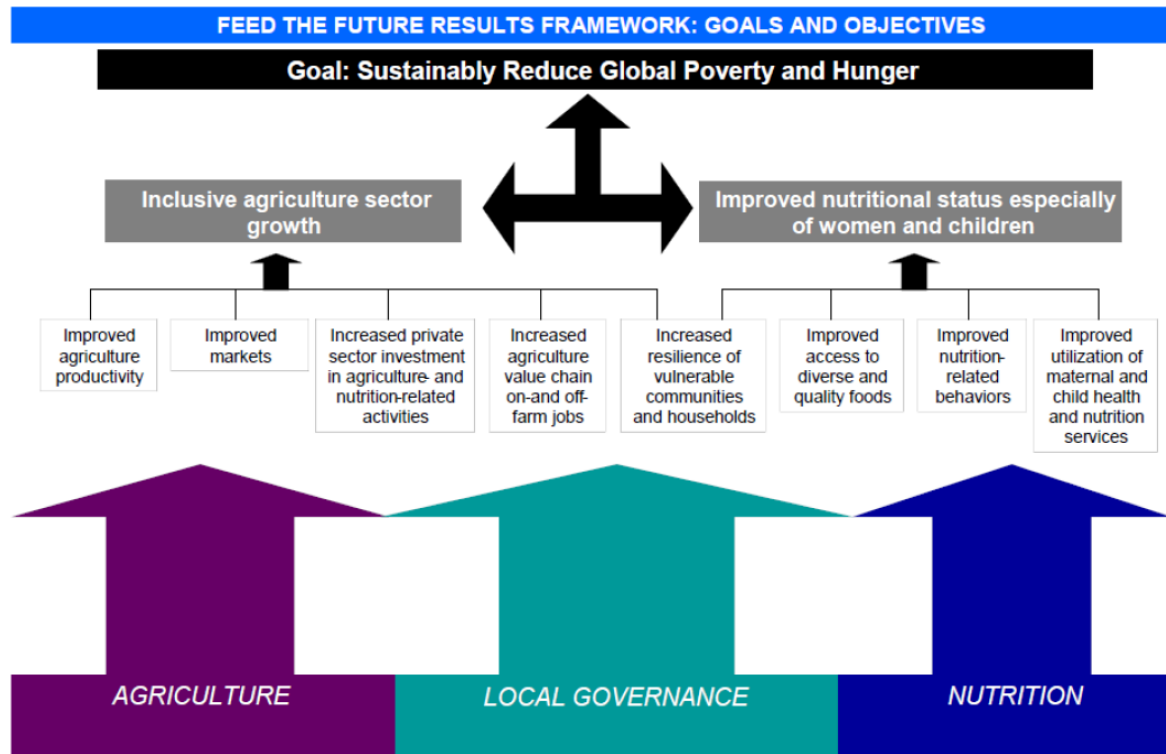 FEED THE FUTURE RESULTS FRAMEWORK: GOALS AND OBJECTIVES
Goal: Sustainably Reduce Global Poverty and Hunger
Inclusive agriculture sector
growth
Improved nutritional status especially
of women and children
Improved
agriculture
productivity
Improved
markets
Increased private
sector investment
in agriculture- and
nutrition-related
activities
Increased
agriculture
value chain
on-and off-
farm jobs
Increased
resilience of
vulnerable
communities
and households
Improved
access to
diverse and
quality foods
Improved
nutrition-
related
behaviors
Improved
utilization of
maternal and
child health
and nutrition
services
AGRICULTURE
LOCAL GOVERNANCE
NUTRITION